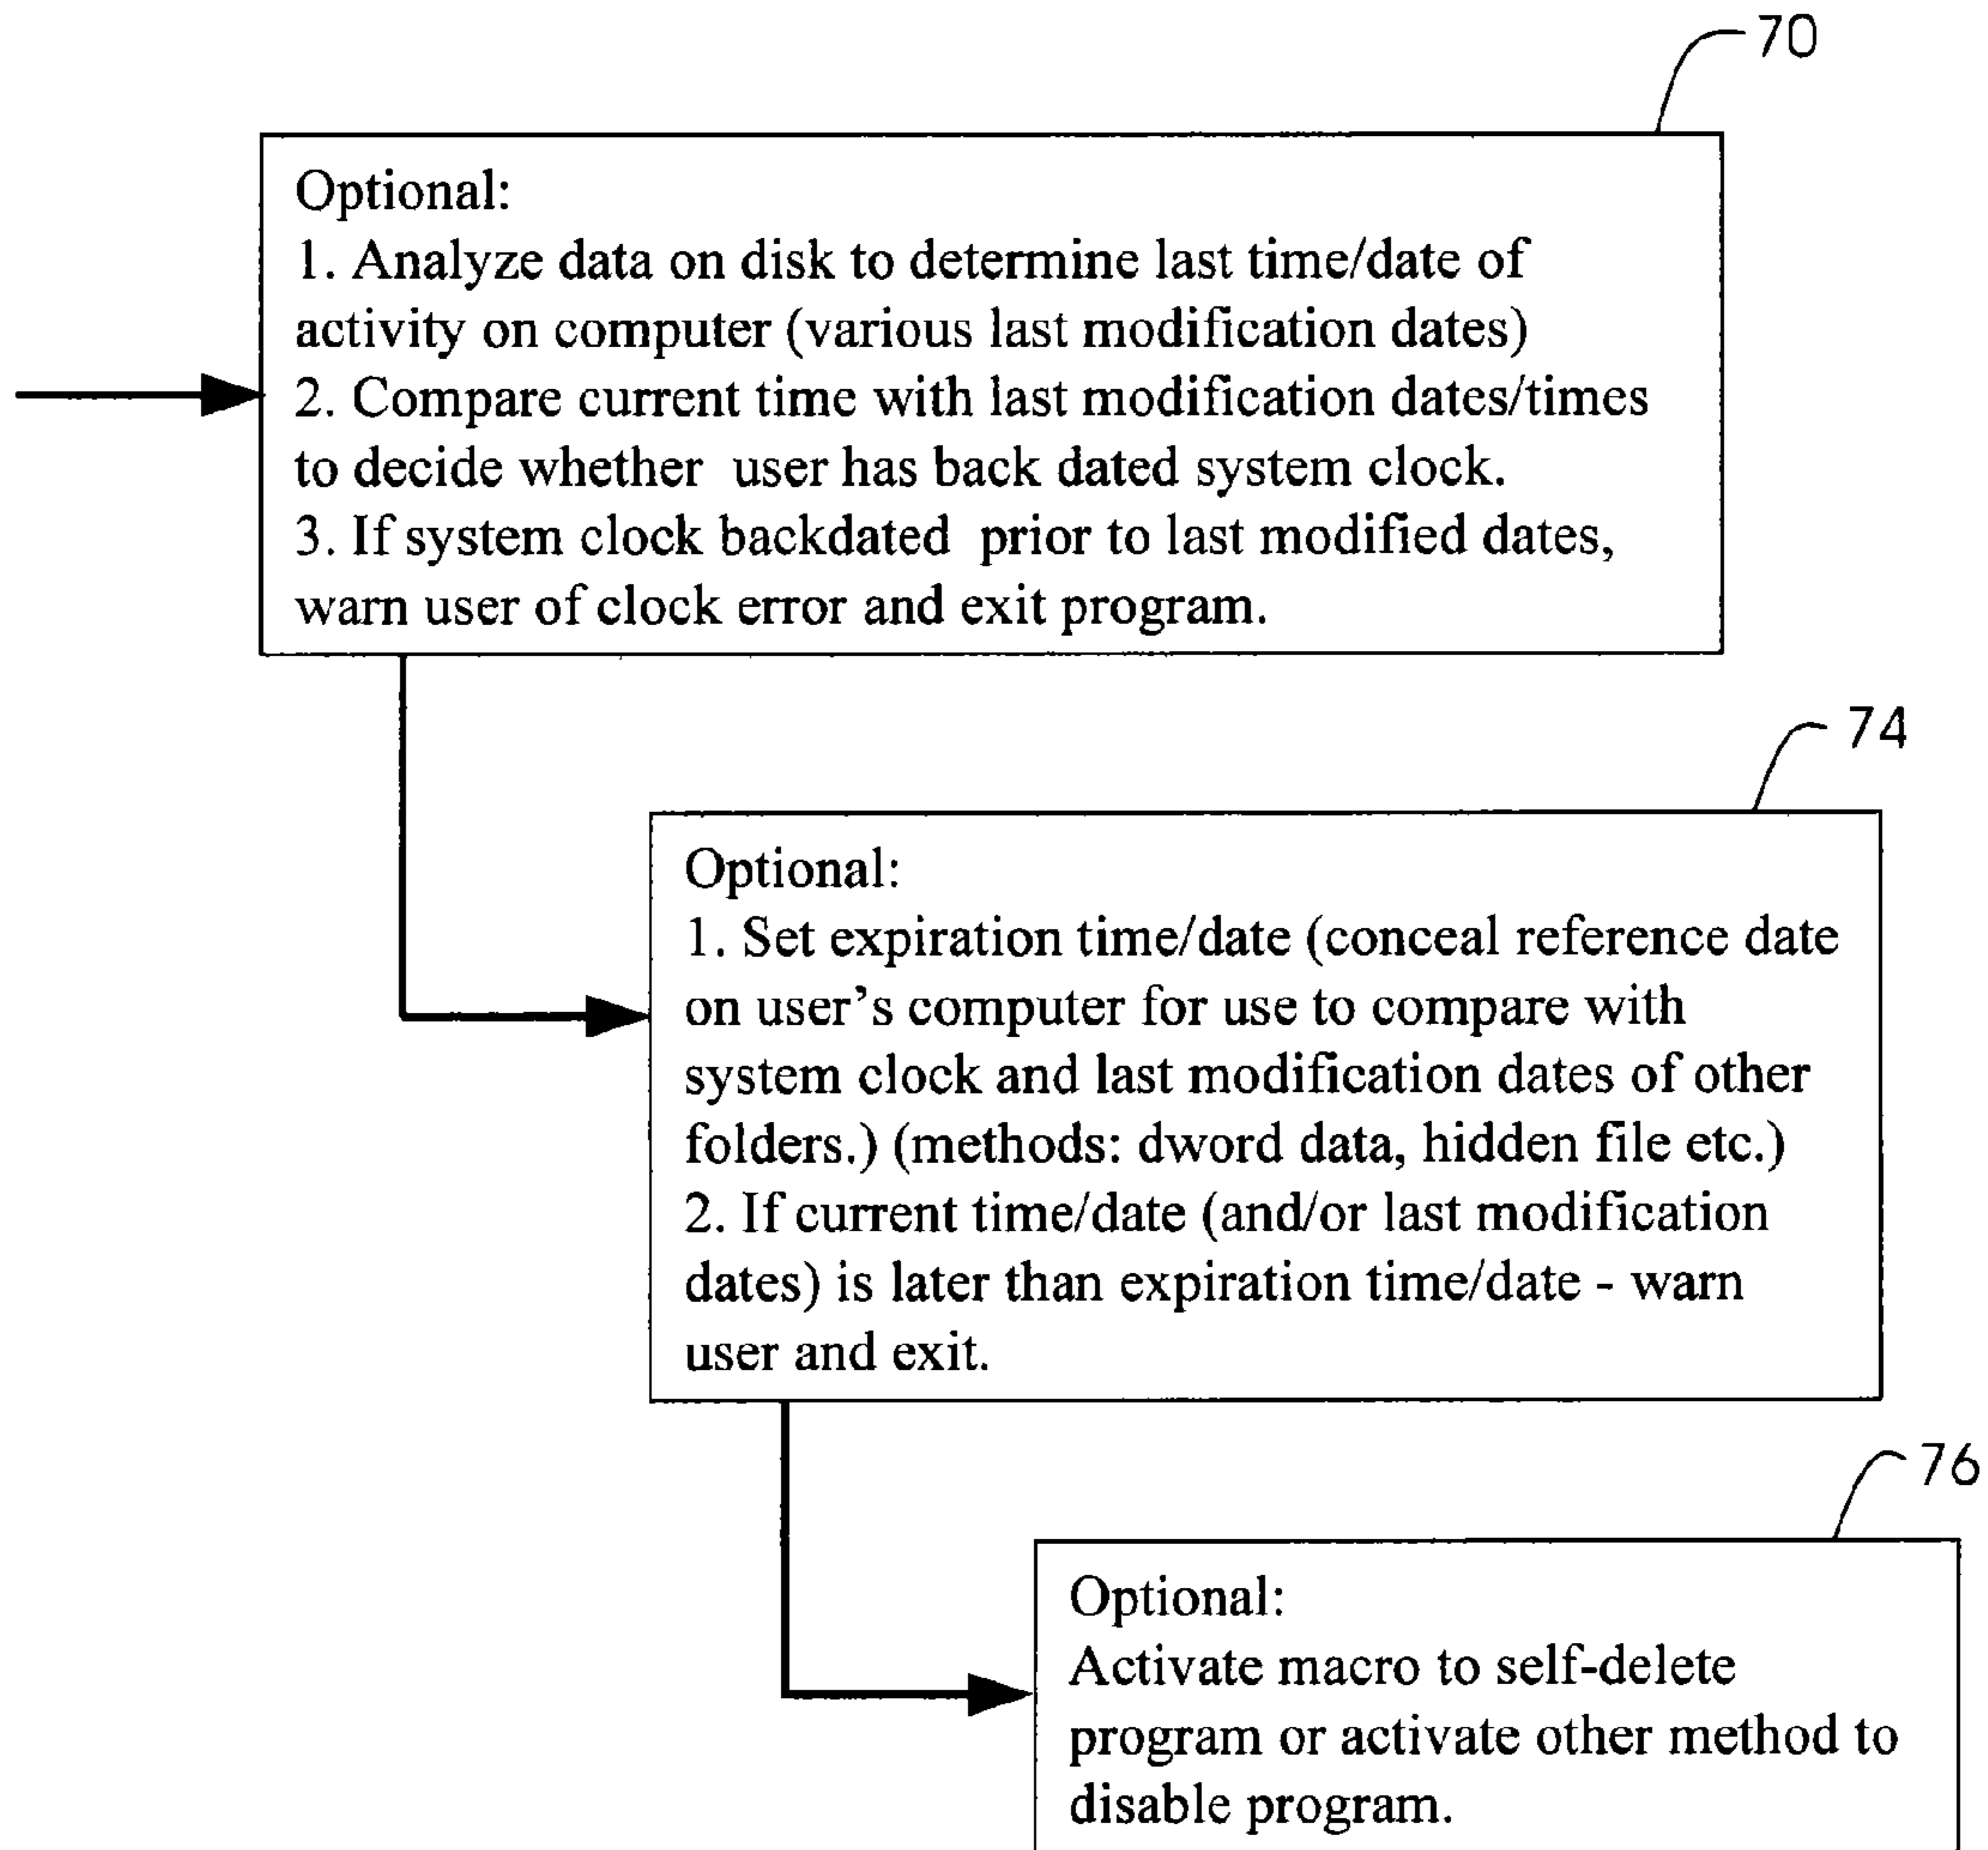 70
Optional:
1. Analyze data on disk to determine last time/date of
activity on computer (various last modification dates)
2. Compare current time with last modification dates/times
to decide whether user has back dated system clock.
3. If system clock backdated prior to last modified dates,
warn user of clock error and exit program.
74
Optional:
1. Set expiration time/date (conceal reference date
on user's computer for use to compare with
system clock and last modification dates of other
folders.) (methods: dword data, hidden file etc.)
2. If current time/date (and/or last modification
dates) is later than expiration time/date - warn
user and exit.
76
Optional:
Activate macro to self-delete
program or activate other method to
disable program.